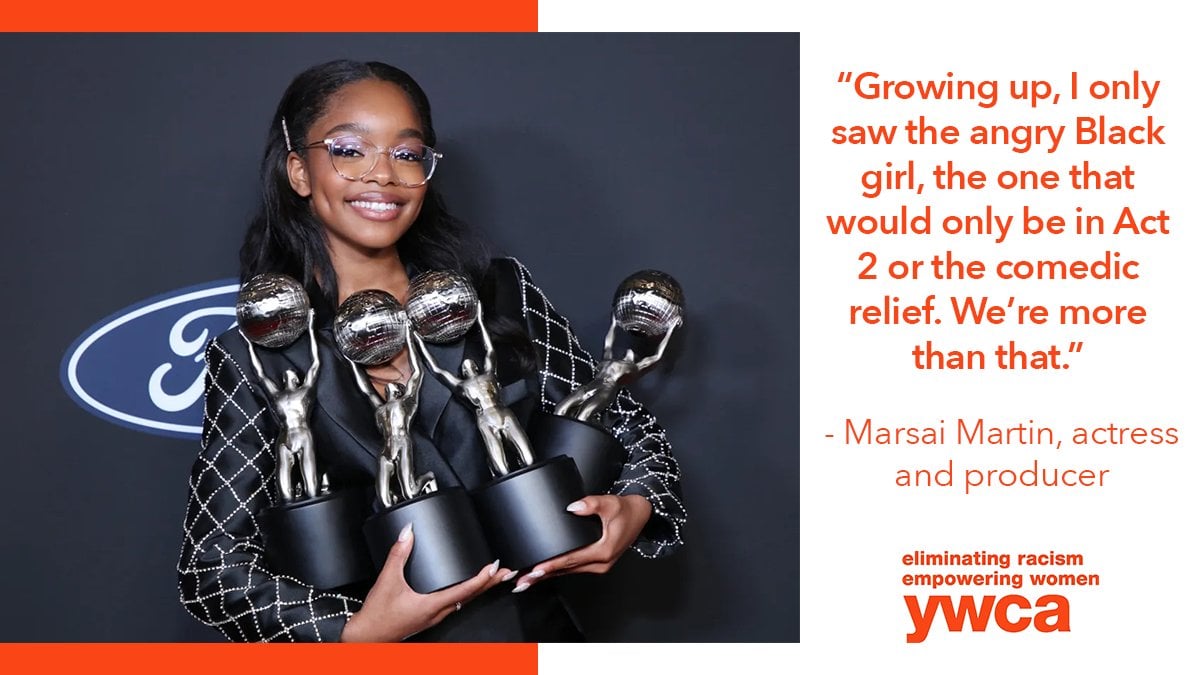 “Growing up, I only
saw the angry Black
girl, the one that
would only be in Act
2 or the comedic
relief. We’re more
than that.”
- Marsai Martin, actress
and producer
eliminating racism
empowering women
ywca